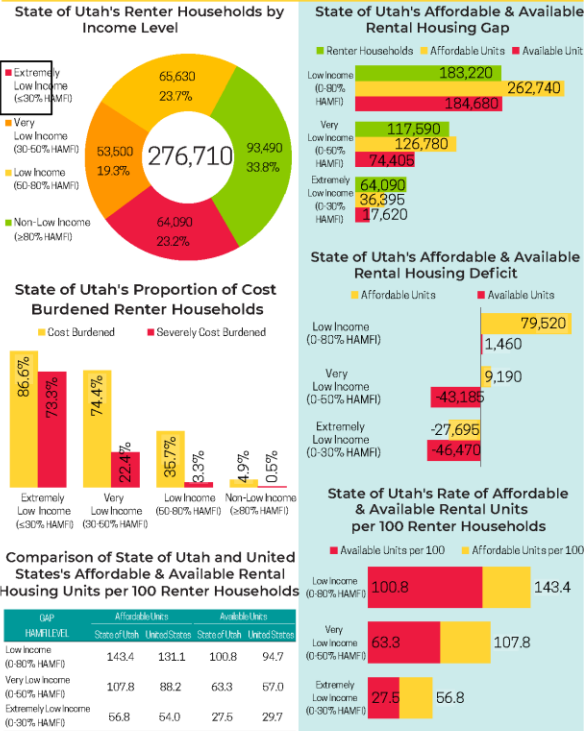 State of Utah's Renter Households by
Income Level
Extremely
Low Income
(≤30% HAMFI)
Very
Low Income
(30-50% HAMFI)
Low Income
(50-80% HAMFI)
Non-Low Income
(≥80% HAMFI)
65,630
23.7%
53,500
19.3%
276,710
93,490
33.8%
64,090
23.2%
State of Utah's Proportion of Cost
Burdened Renter Households
Cost Burdened
Severely Cost Burdened
86.6%
73.3%
74.4%
22.4%
35.7%
3.3%
4.9%
0.5%
Extremely
Low Income
(≤30% HAMFI)
Very
Low Income
(30-50% HAMFI)
Low Income
(50-80% HAMFI)
Non-Low Income
(≥80% HAMFI)
Comparison of State of Utah and United
States's Affordable & Available Rental
Housing Units per 100 Renter Households
GAP
HAMFI LEVEL
Affordable Units
Available Units
State of Utah United States State of Utah United States
Low Income
(0-80% HAMFI)
143.4 131.1 100.8 94.7
Very Low Income
(0-50% HAMFI)
107.8 88.2 63.3 57.0
Extremely Low Income
(0-30% HAMFI)
56.8 54.0 27.5 29.7
State of Utah's Affordable & Available
Rental Housing Gap
Renter Households Affordable Units Available Unit
Low Income
(0-80%
HAMFI)
183,220
262,740
184,680
Very
Low Income
(0-50%
HAMFI)
117,590
126,780
74,405
Extremely
Low Income
(0-30%
HAMFI)
64,090
36,395
17,620
State of Utah's Affordable & Available
Rental Housing Deficit
Affordable Units Available Units
Low Income
(0-80% HAMFI)
79,520
1,460
Very
Low Income
(0-50% HAMFI)
9,190
-43,185
Extremely
Low Income
(0-30% HAMFI)
-27,695
-46,470
State of Utah's Rate of Affordable
& Available Rental Units
per 100 Renter Households
Available Units per 100 Affordable Units per 100
Low Income
(0-80% HAMFI)
100.8
143.4
Very
Low Income
(0-50% HAMFI)
63.3
107.8
Extremely
Low Income
(0-30% HAMFI)
27.5
56.8